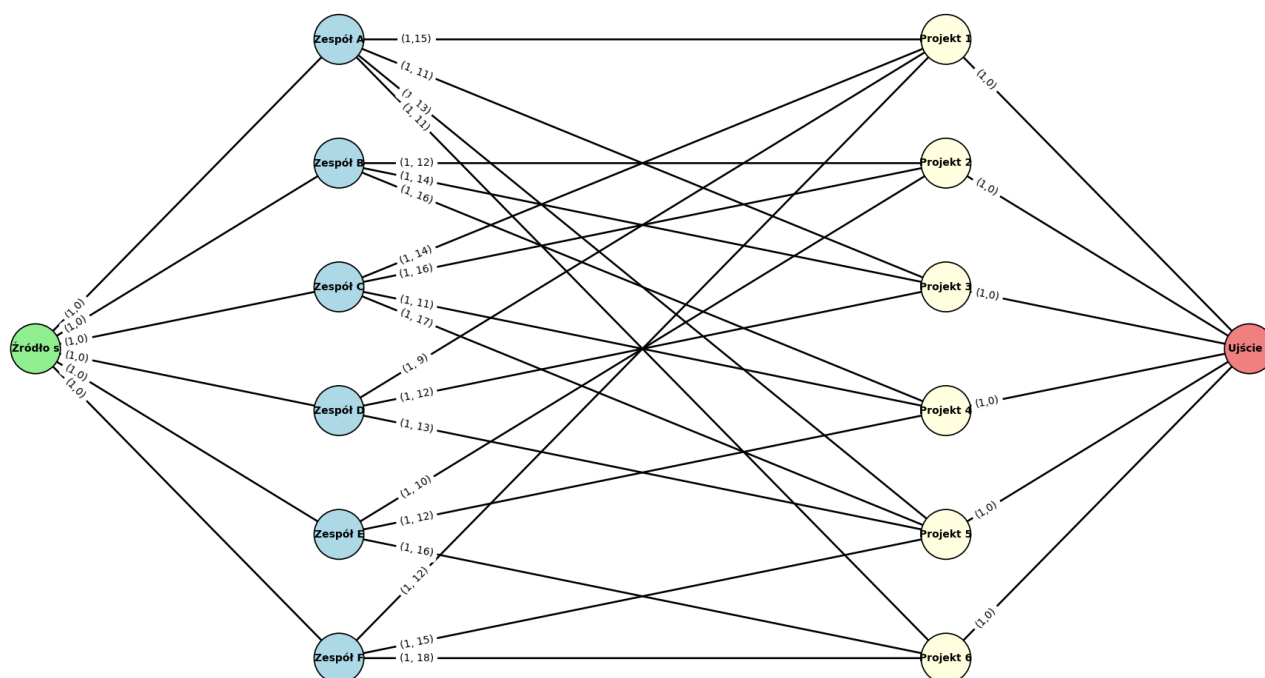 Zespół A
(1,15)
Projekt 1
(1, 11)
(1,0)
(1, 13)
(1, 11)
Zespół B
(1, 12)
Projekt 2
(1, 14)
(1,0)
(1, 16)
(1, 14)
(1, 16)
Zespół C
(1, 11)
Projekt 3
(1,0)
(1,0)
(1, 17)
(1,0)
(1,0)
Źródło s
Ujście
(1,0)
(1,0)
(1,0)
(1, 9)
(1, 12)
Zespół D
Projekt 4
(1,0)
(1, 13)
(1, 10)
(1,0)
(1, 12)
Zespół E
Projekt 5
(1, 16)
(1, 12)
(1,0)
(1, 15)
Zespół F
(1, 18)
Projekt 6